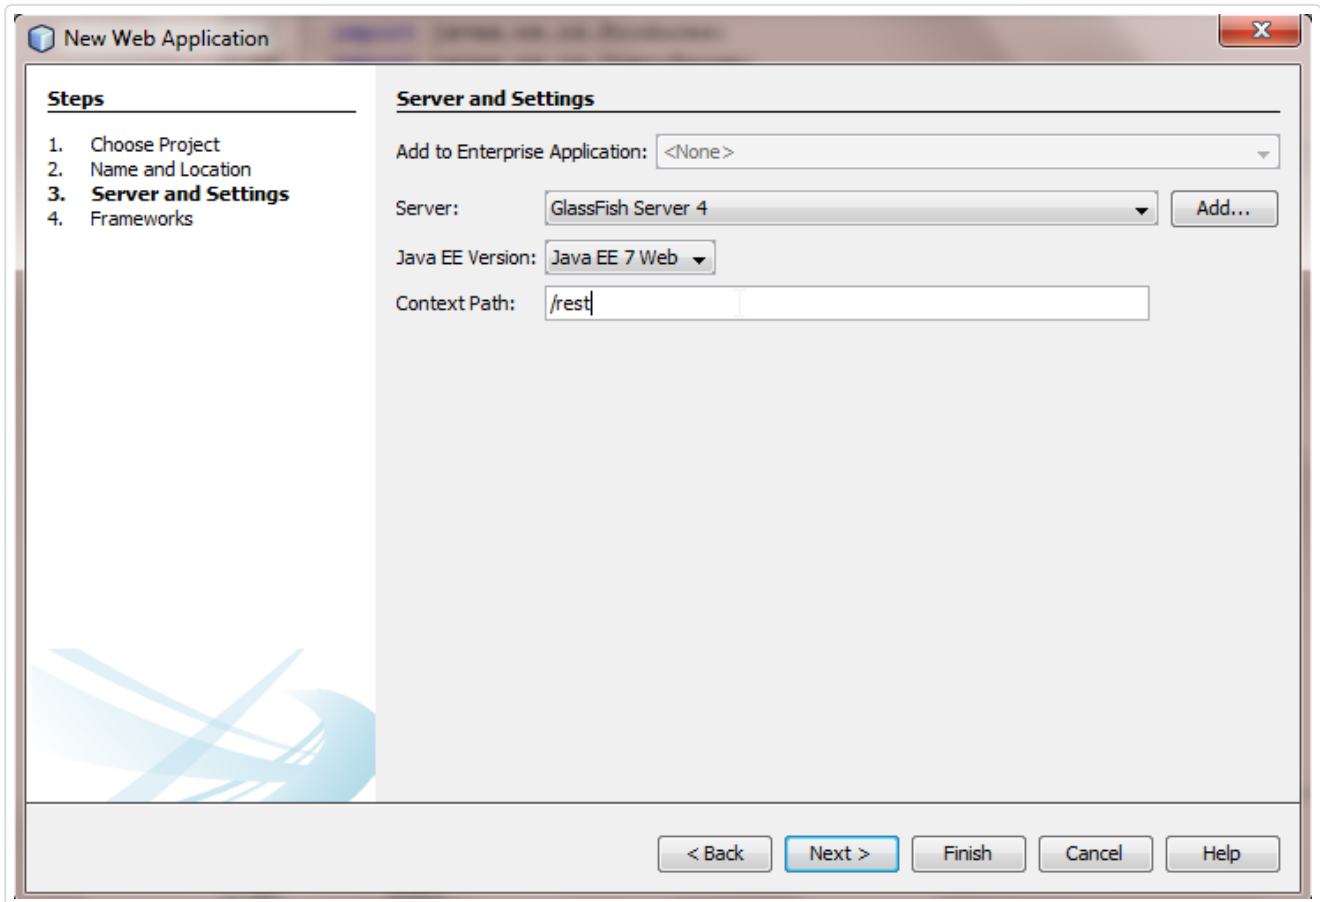 New Web Application
Steps
1. Choose Project
2. Name and Location
3. Server and Settings
4. Frameworks
Server and Settings
Add to Enterprise Application: <None>
Server: GlassFish Server 4 Add...
Java EE Version: Java EE 7 Web
Context Path: /rest
< Back Next > Finish Cancel Help